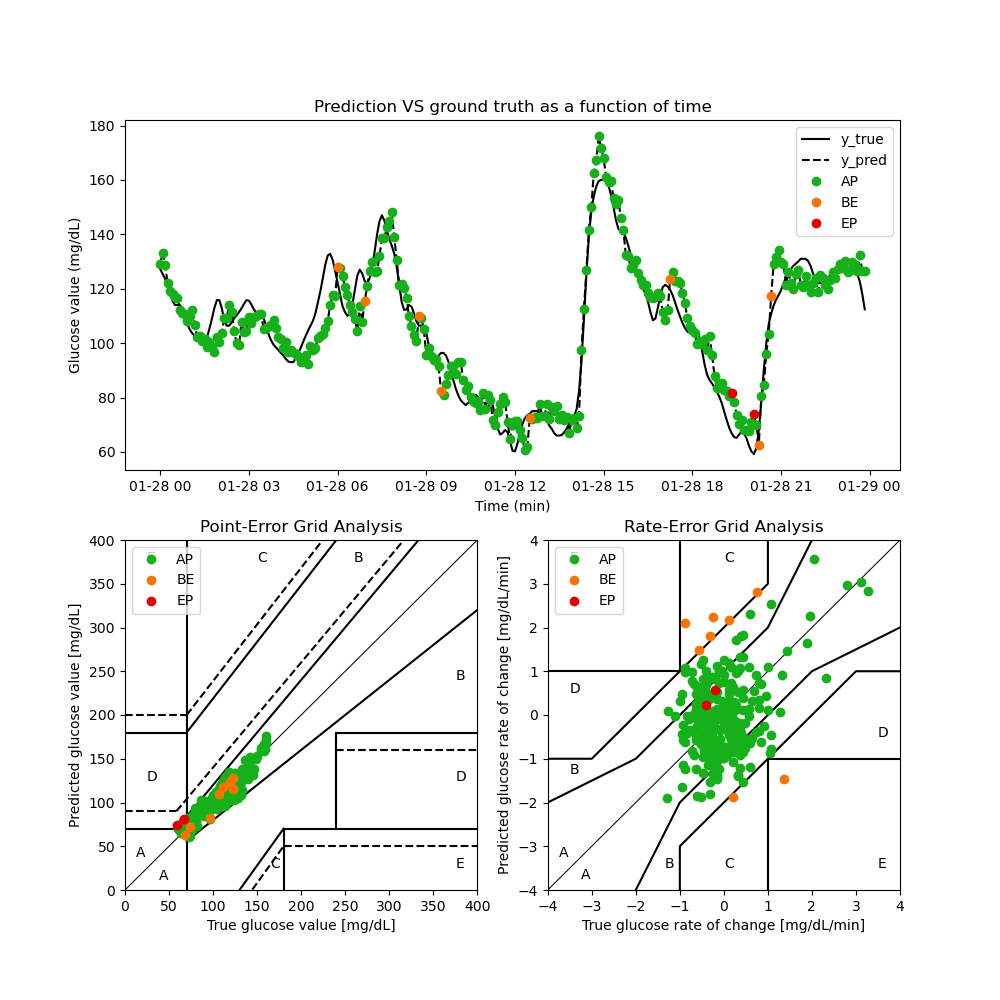 Prediction VS ground truth as a function of time
Glucose value (mg/dL)
180
160
140
120
100
80
60
y_true
y_pred
AP
BE
EP
01-28 00 01-28 03 01-28 06 01-28 09 01-28 12 01-28 15 01-28 18 01-28 21 01-29 00
Time (min)
Point-Error Grid Analysis
Predicted glucose value [mg/dL]
400
350
300
250
200
150
100
50
0
AP
BE
EP
C
B
B
D
D
A
A
C
E
0 50 100 150 200 250 300 350 400
True glucose value [mg/dL]
Rate-Error Grid Analysis
Predicted glucose rate of change [mg/dL/min]
4
3
2
1
0
−1
−2
−3
−4
AP
BE
EP
C
D
D
B
A
A
B
C
E
−4 −3 −2 −1 0 1 2 3 4
True glucose rate of change [mg/dL/min]